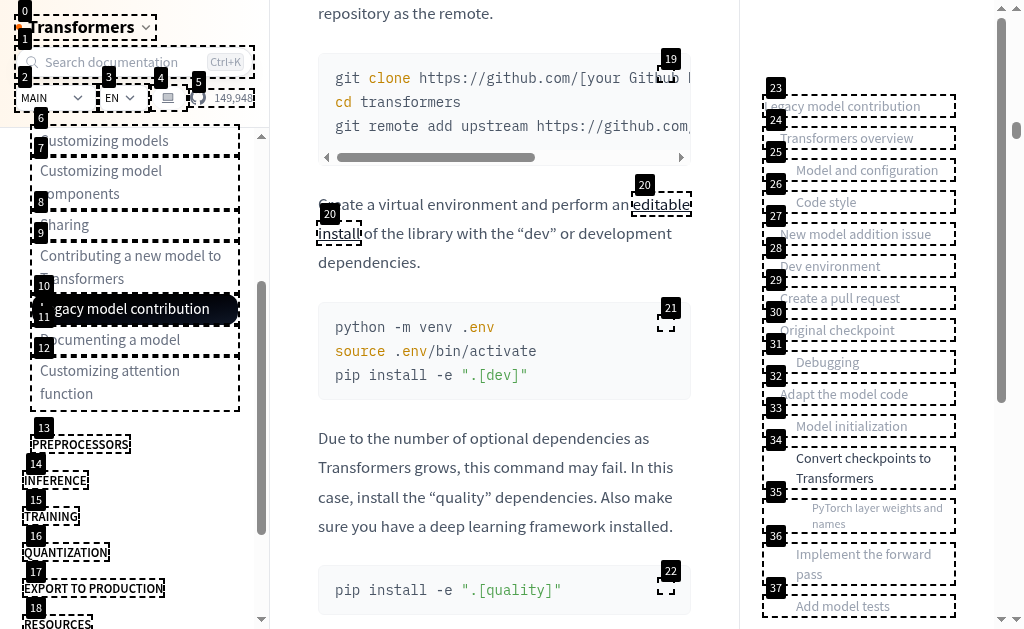 0
Transformers
1
Search documentation
Ctrl+K
2
3
4
5
MAIN
EN
149,948
6
Customizing models
7
Customizing model
components
8
Sharing
9
Contributing a new model to
Transformers
10
Legacy model contribution
11
Documenting a model
12
Customizing attention
function
13
PREPROCESSORS
14
INFERENCE
15
TRAINING
16
QUANTIZATION
17
EXPORT TO PRODUCTION
18
RESOURCES
repository as the remote.
19
git clone https://github.com/[your Github h
cd transformers
git remote add upstream https://github.com/
20
Create a virtual environment and perform an editable
20
install of the library with the “dev” or development
dependencies.
21
python -m venv .env
source .env/bin/activate
pip install -e ".[dev]"
Due to the number of optional dependencies as
Transformers grows, this command may fail. In this
case, install the “quality” dependencies. Also make
sure you have a deep learning framework installed.
22
pip install -e ".[quality]"
23
Legacy model contribution
24
Transformers overview
25
Model and configuration
26
Code style
27
New model addition issue
28
Dev environment
29
Create a pull request
30
Original checkpoint
31
Debugging
32
Adapt the model code
33
Model initialization
34
Convert checkpoints to
Transformers
35
PyTorch layer weights and
names
36
Implement the forward
pass
37
Add model tests